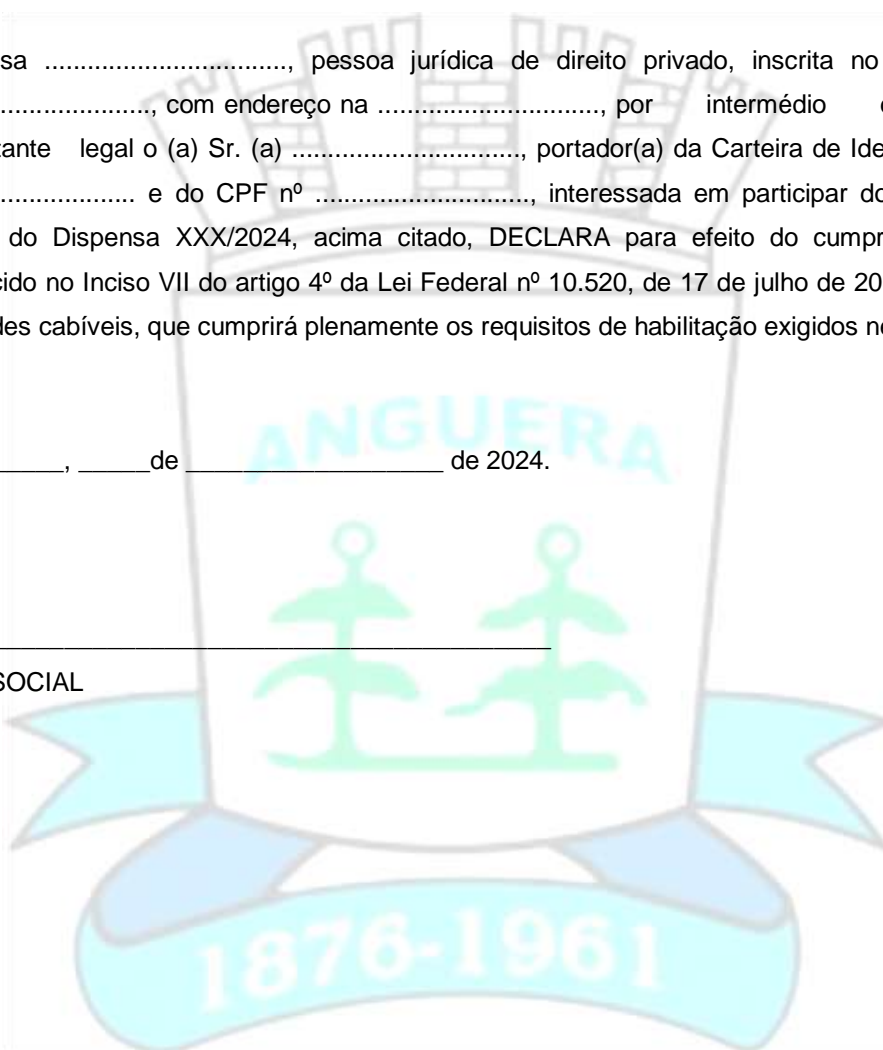 sa .................................., pessoa jurídica de direito privado, inscrita no
....................., com endereço na ..............................., por intermédio
tante legal o (a) Sr. (a) ................................, portador(a) da Carteira de Ide
................... e do CPF nº .............................., interessada em participar do
do Dispensa XXX/2024, acima citado, DECLARA para efeito do cumpr
cido no Inciso VII do artigo 4º da Lei Federal nº 10.520, de 17 de julho de 20
des cabíveis, que cumprirá plenamente os requisitos de habilitação exigidos n
ANGUERA
_____, _____de __________________ de 2024.
_______________________________________
SOCIAL
1876-1961